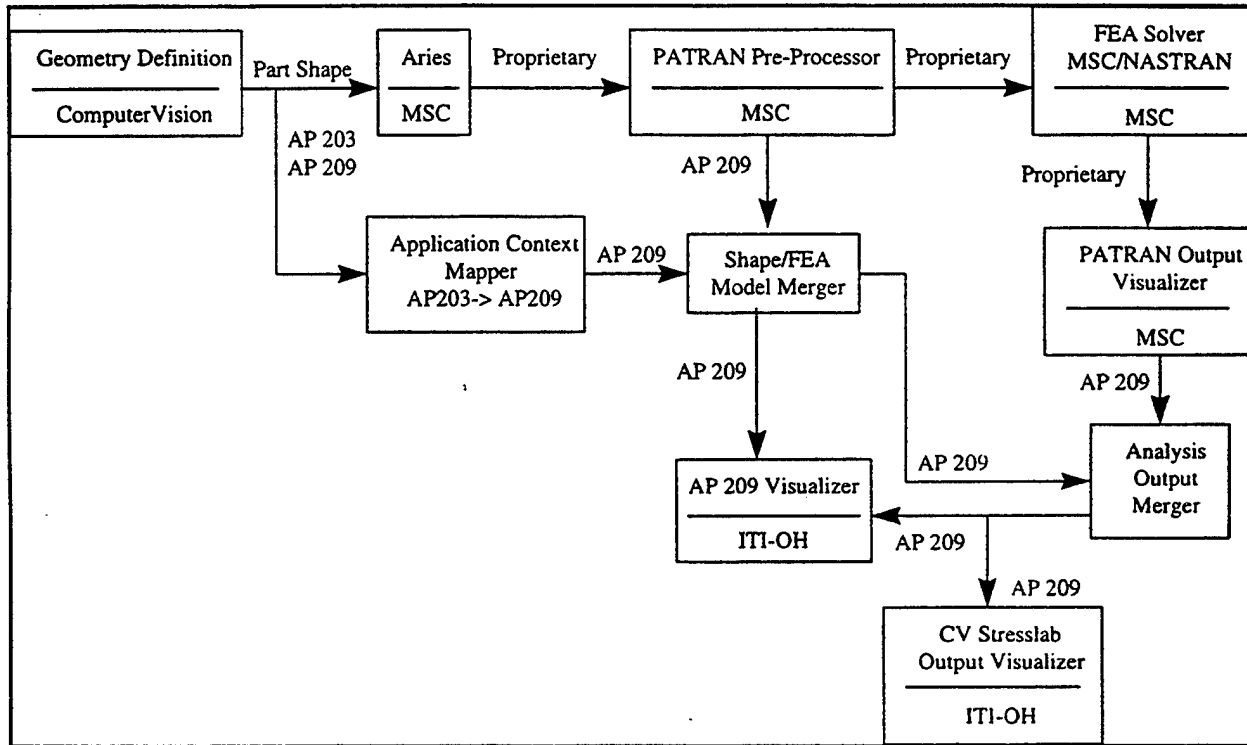 Geometry Definition
ComputerVision
Part Shape
AP 203
AP 209
Aries
MSC
Proprietary
PATRAN Pre-Processor
MSC
Proprietary
FEA Solver
MSC/NASTRAN
MSC
AP 209
Proprietary
Application Context
Mapper
AP203-> AP209
AP 209
Shape/FEA
Model Merger
PATRAN Output
Visualizer
MSC
AP 209
AP 209
AP 209
Analysis
Output
Merger
AP 209 Visualizer
ITI-OH
AP 209
AP 209
CV Stresslab
Output Visualizer
ITI-OH